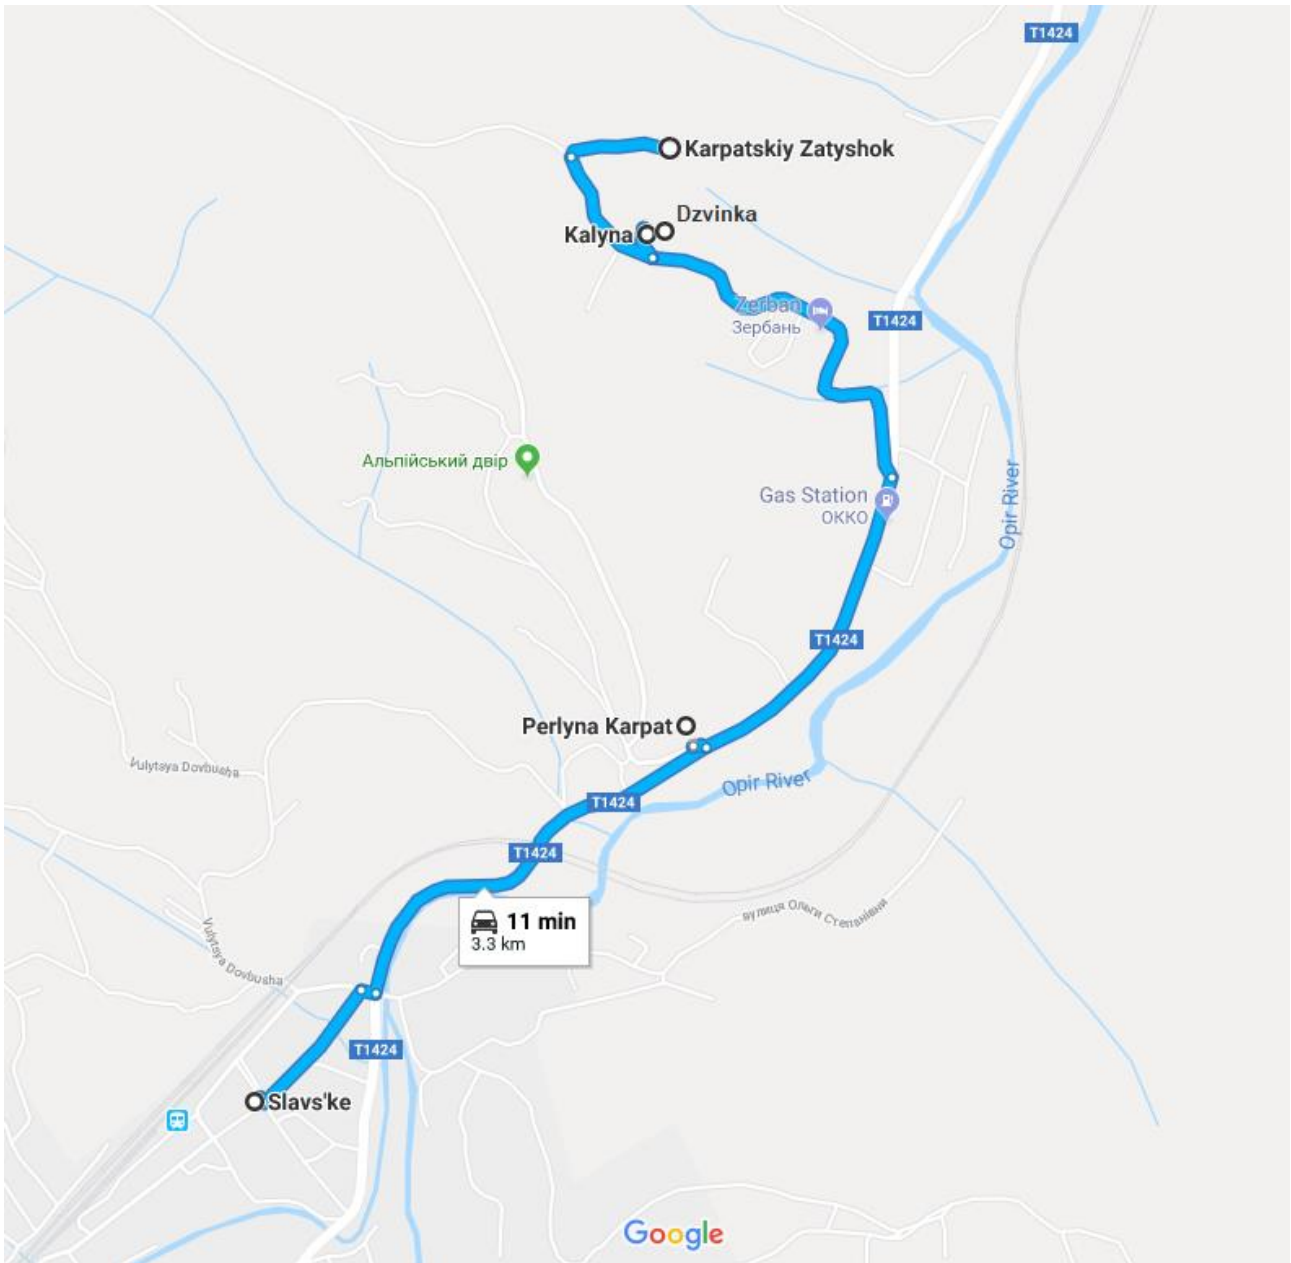 T1424
Karpatskiy Zatyshok
Dzvinka
Kalyna
Zerban
Зербань
T1424
Альпійський двір
Gas Station
ОККО
Opir River
T1424
Perlyna Karpat
Vulytsya Dovbusha
Opir River
T1424
T1424
11 min
3.3 km
вулиця Ольги Степанівни
Vulytsya Dovbusha
T1424
Slavs'ke
Google